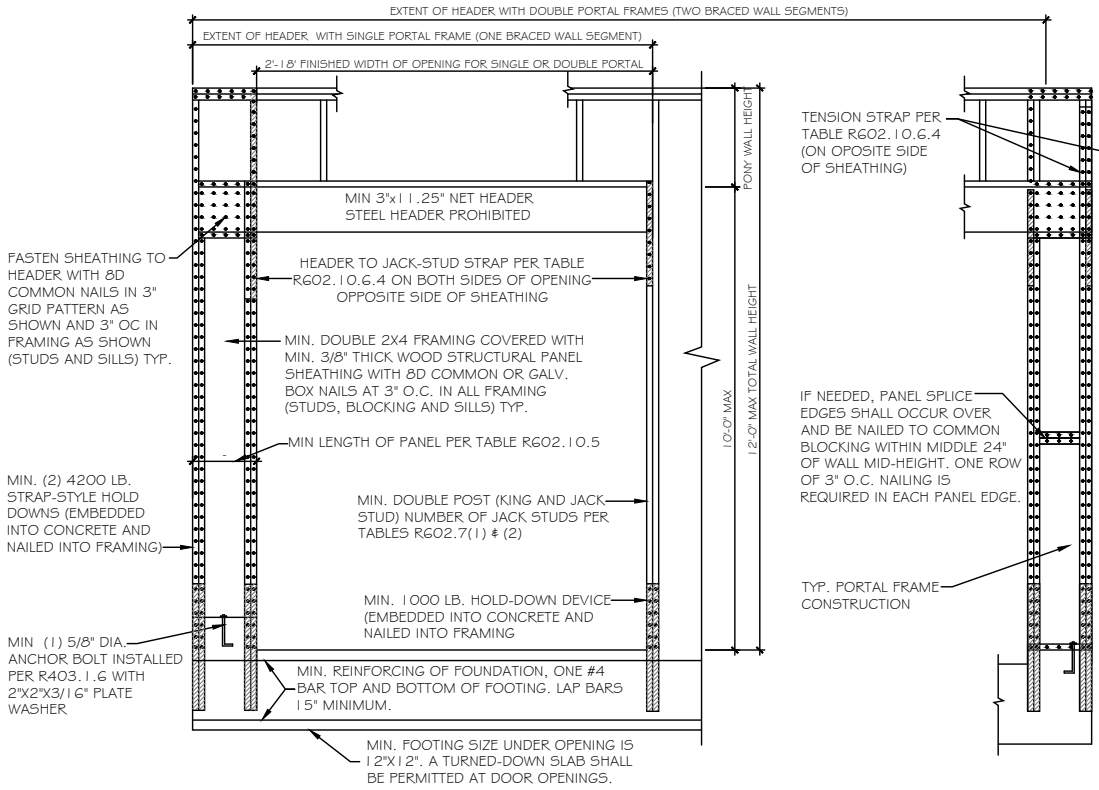 EXTENT OF HEADER WITH DOUBLE PORTAL FRAMES (TWO BRACED WALL SEGMENTS)
EXTENT OF HEADER WITH SINGLE PORTAL FRAME (ONE BRACED WALL SEGMENT)
2'-18' FINISHED WIDTH OF OPENING FOR SINGLE OR DOUBLE PORTAL
PONY WALL HEIGHT
TENSION STRAP PER
TABLE R602.10.6.4
(ON OPOSITE SIDE
OF SHEATHING)
MIN 3"x11.25" NET HEADER
STEEL HEADER PROHIBITED
FASTEN SHEATHING TO
HEADER WITH 8D
COMMON NAILS IN 3"
GRID PATTERN AS
SHOWN AND 3" OC IN
FRAMING AS SHOWN
(STUDS AND SILLS) TYP.
HEADER TO JACK-STUD STRAP PER TABLE
R602.10.6.4 ON BOTH SIDES OF OPENING
OPPOSITE SIDE OF SHEATHING
MIN. DOUBLE 2X4 FRAMING COVERED WITH
MIN. 3/8" THICK WOOD STRUCTURAL PANEL
SHEATHING WITH 8D COMMON OR GALV.
BOX NAILS AT 3" O.C. IN ALL FRAMING
(STUDS, BLOCKING AND SILLS) TYP.
10'-0" MAX
12'-0" MAX TOTAL WALL HEIGHT
IF NEEDED, PANEL SPLICE
EDGES SHALL OCCUR OVER
AND BE NAILED TO COMMON
BLOCKING WITHIN MIDDLE 24"
OF WALL MID-HEIGHT. ONE ROW
OF 3" O.C. NAILING IS
REQUIRED IN EACH PANEL EDGE.
MIN LENGTH OF PANEL PER TABLE R602.10.5
MIN. (2) 4200 LB.
STRAP-STYLE HOLD
DOWNS (EMBEDDED
INTO CONCRETE AND
NAILED INTO FRAMING)
MIN. DOUBLE POST (KING AND JACK
STUD) NUMBER OF JACK STUDS PER
TABLES R602.7(1) & (2)
MIN. 1000 LB. HOLD-DOWN DEVICE
(EMBEDDED INTO CONCRETE AND
NAILED INTO FRAMING
TYP. PORTAL FRAME
CONSTRUCTION
MIN (1) 5/8" DIA.
ANCHOR BOLT INSTALLED
PER R403.1.6 WITH
2"X2"X3/16" PLATE
WASHER
MIN. REINFORCING OF FOUNDATION, ONE #4
BAR TOP AND BOTTOM OF FOOTING. LAP BARS
15" MINIMUM.
MIN. FOOTING SIZE UNDER OPENING IS
12"X12". A TURNED-DOWN SLAB SHALL
BE PERMITTED AT DOOR OPENINGS.